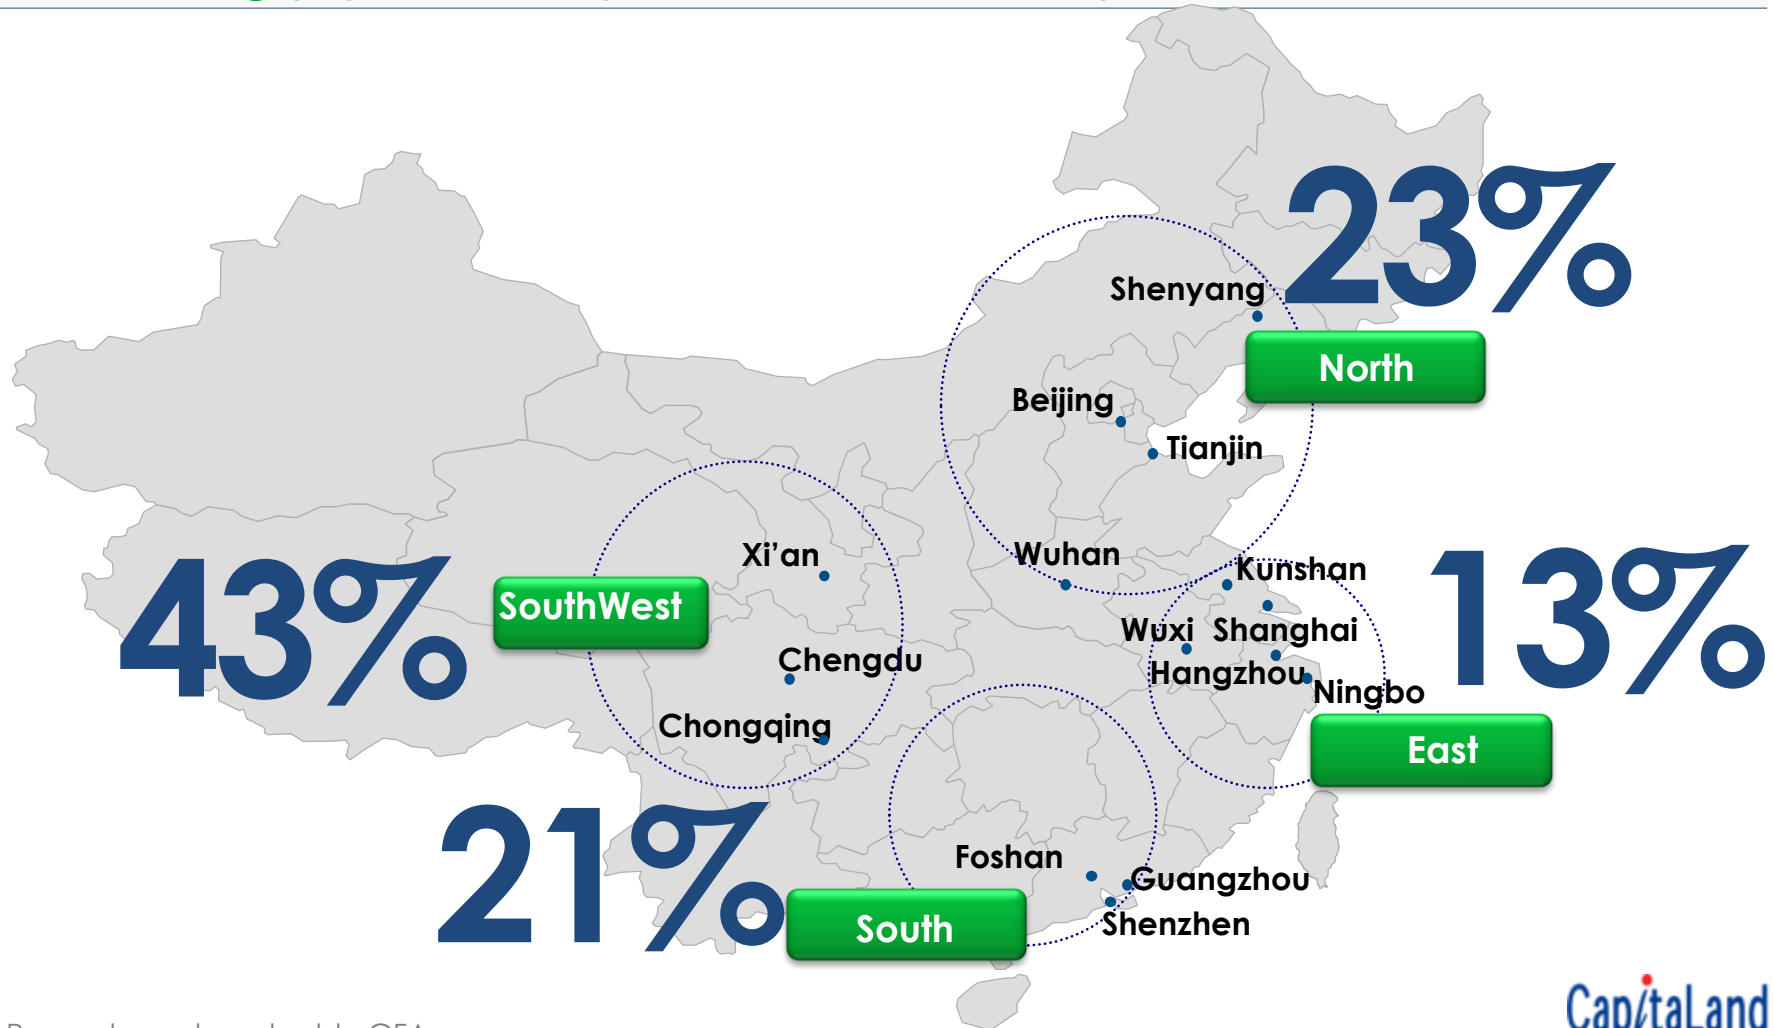 23%
Shenyang
North
Beijing
Tianjin
Xi’an
Wuhan
Kunshan
43%
SouthWest
13%
Wuxi Shanghai
Chengdu
Hangzhou
Ningbo
Chongqing
East
21%
Foshan
Guangzhou
South
Shenzhen
CapitaLand